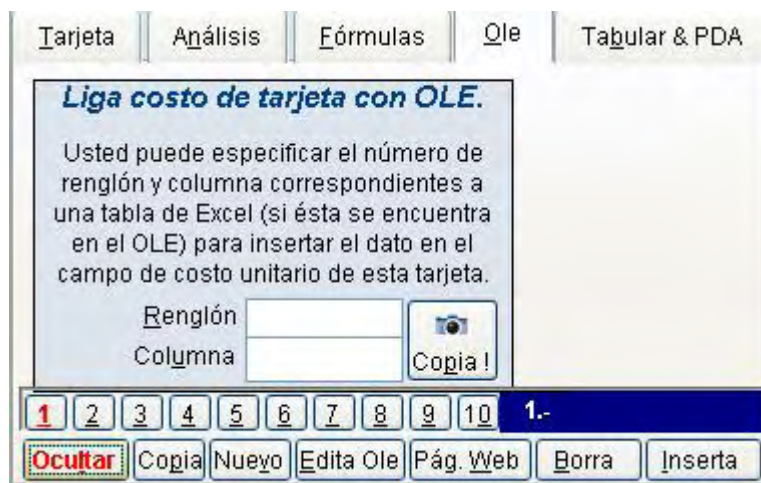 Tarjeta Análisis Fórmulas Ole Tabular & PDA
Liga costo de tarjeta con OLE.
Usted puede especificar el número de
renglón y columna correspondientes a
una tabla de Excel (si ésta se encuentra
en el OLE) para insertar el dato en el
campo de costo unitario de esta tarjeta.
Renglón
Columna
Copia !
1 2 3 4 5 6 7 8 9 10 1.-
Ocultar Copia Nuevo Edita Ole Pág. Web Borra Inserta